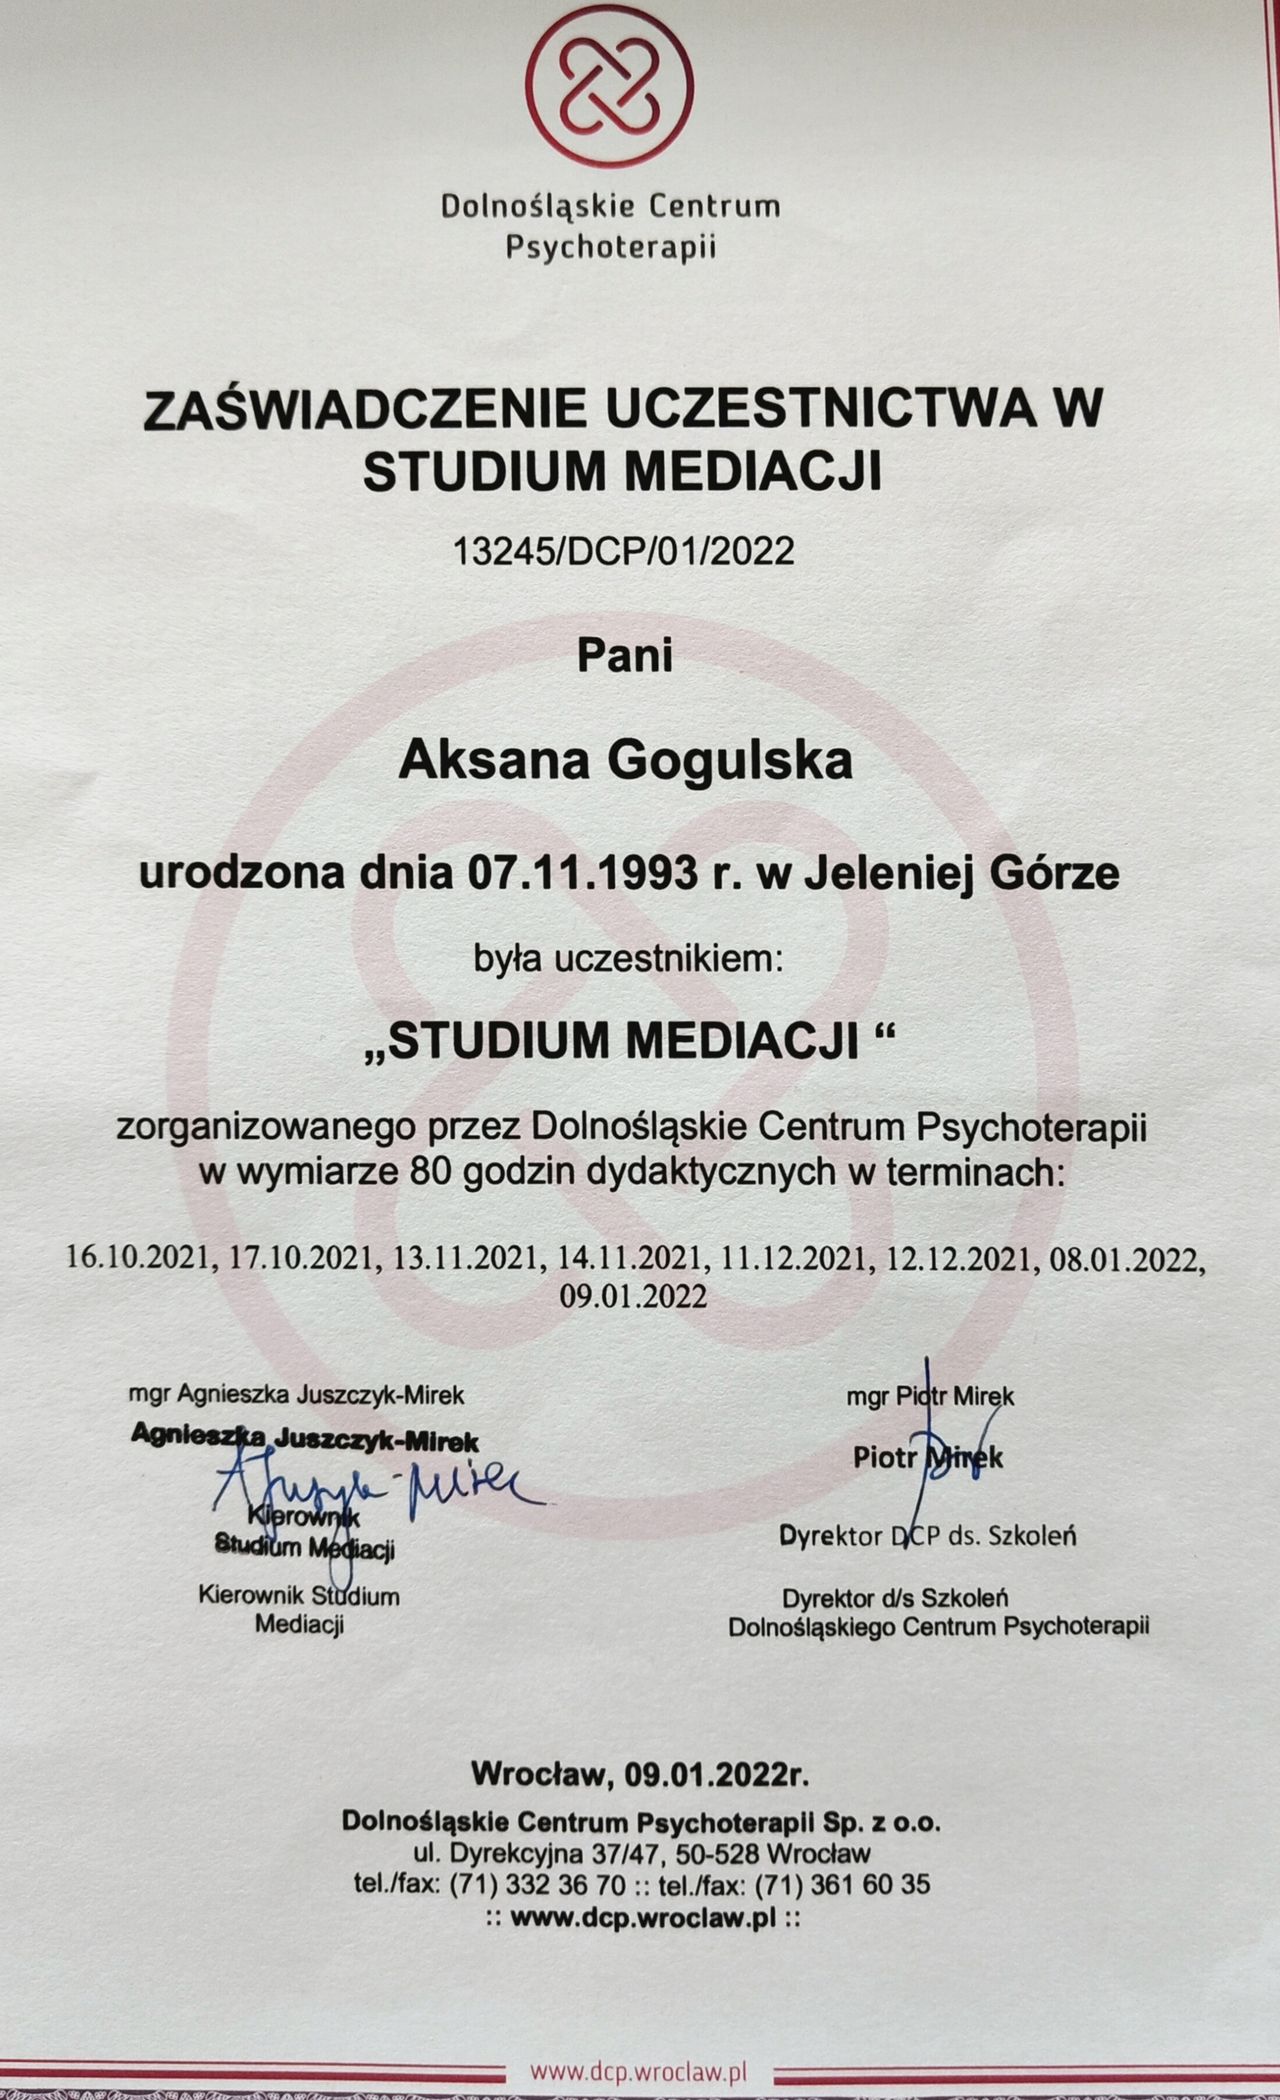 Dolnośląskie Centrum
Psychoterapii
ZAŚWIADCZENIE UCZESTNICTWA W
STUDIUM MEDIACJI
13245/DCP/01/2022
Pani
Aksana Gogulska
urodzona dnia 07.11.1993 r. w Jeleniej Górze
była uczestnikiem:
„STUDIUM MEDIACJI “
zorganizowanego przez Dolnośląskie Centrum Psychoterapii
w wymiarze 80 godzin dydaktycznych w terminach:
16.10.2021, 17.10.2021, 13.11.2021, 14.11.2021, 11.12.2021, 12.12.2021, 08.01.2022,
09.01.2022
mgr Agnieszka Juszczyk-Mirek
Agnieszka Juszczyk-Mirek
Kierownik
Studium Mediacji
Kierownik Studium
Mediacji
mgr Piotr Mirek
Piotr Mirek
Dyrektor DCP ds. Szkoleń
Dyrektor d/s Szkoleń
Dolnośląskiego Centrum Psychoterapii
Wrocław, 09.01.2022r.
Dolnośląskie Centrum Psychoterapii Sp. z o.o.
ul. Dyrekcyjna 37/47, 50-528 Wrocław
tel./fax: (71) 332 36 70 :: tel./fax: (71) 361 60 35
:: www.dcp.wroclaw.pl ::
www.dcp.wroclaw.pl